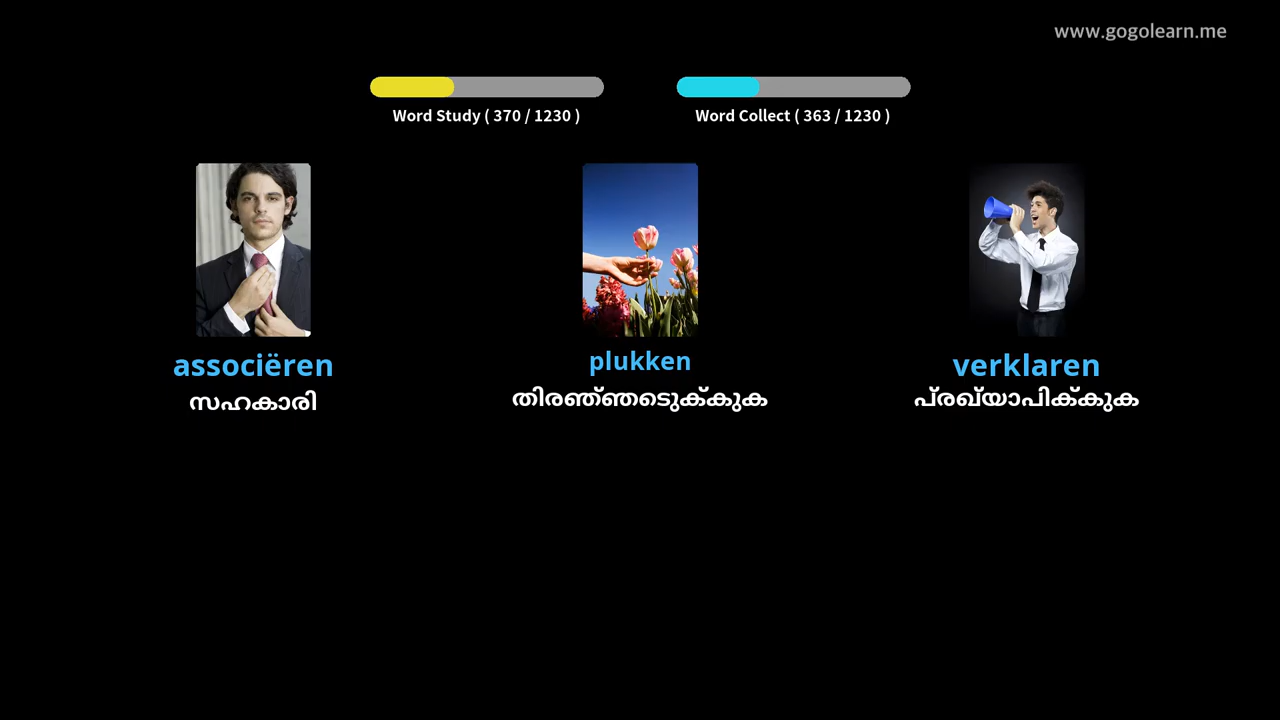 www.gogolearn.me
Word Study ( 370 / 1230 )
Word Collect ( 363 / 1230 )
associëren
plukken
verklaren
സഹകാരി
തിരഞ്ഞെടുക്കുക
പ്രഖ്യാപിക്കുക